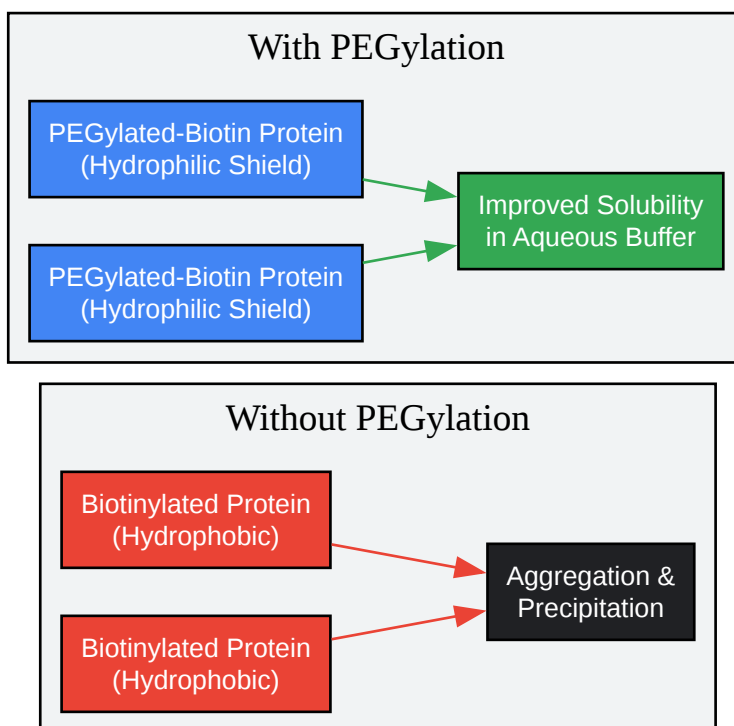 With PEGylation
PEGylated-Biotin Protein
(Hydrophilic Shield)
Improved Solubility
in Aqueous Buffer
PEGylated-Biotin Protein
(Hydrophilic Shield)
Without PEGylation
Biotinylated Protein
(Hydrophobic)
Aggregation &
Precipitation
Biotinylated Protein
(Hydrophobic)